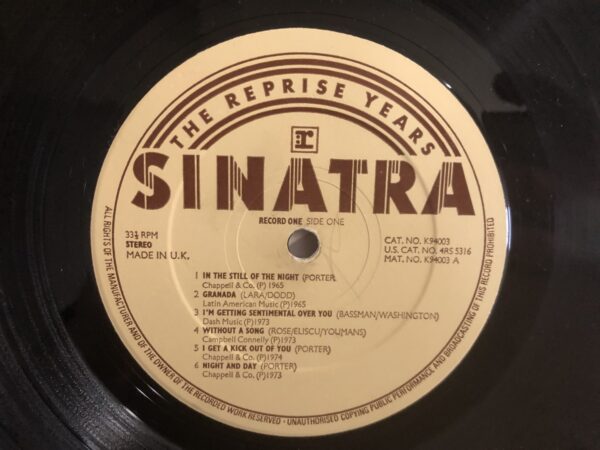 THE REPRISE YEARS
r
SINATRA
RECORD ONE SIDE ONE
33⅓ RPM
STEREO
MADE IN U.K.
CAT. NO. K94003
U.S. CAT. NO. 4RS 5316
MAT. NO. K94003 A
1 IN THE STILL OF THE NIGHT (PORTER)
Chappell & Co. (P) 1965
2 GRANADA (LARA/DODD)
Latin American Music (P)1965
3 I'M GETTING SENTIMENTAL OVER YOU (BASSMAN/WASHINGTON)
Dash Music (P)1973
4 WITHOUT A SONG (ROSE/ELISCU/YOUMANS)
Campbell Connelly (P)1973
5 I GET A KICK OUT OF YOU (PORTER)
Chappell & Co. (P)1974
6 NIGHT AND DAY (PORTER)
Chappell & Co. (P)1973
ALL RIGHTS OF THE MANUFACTURER AND OF THE OWNER OF THE RECORDED WORK RESERVED - UNAUTHORISED COPYING PUBLIC PERFORMANCE AND BROADCASTING OF THIS RECORD PROHIBITED